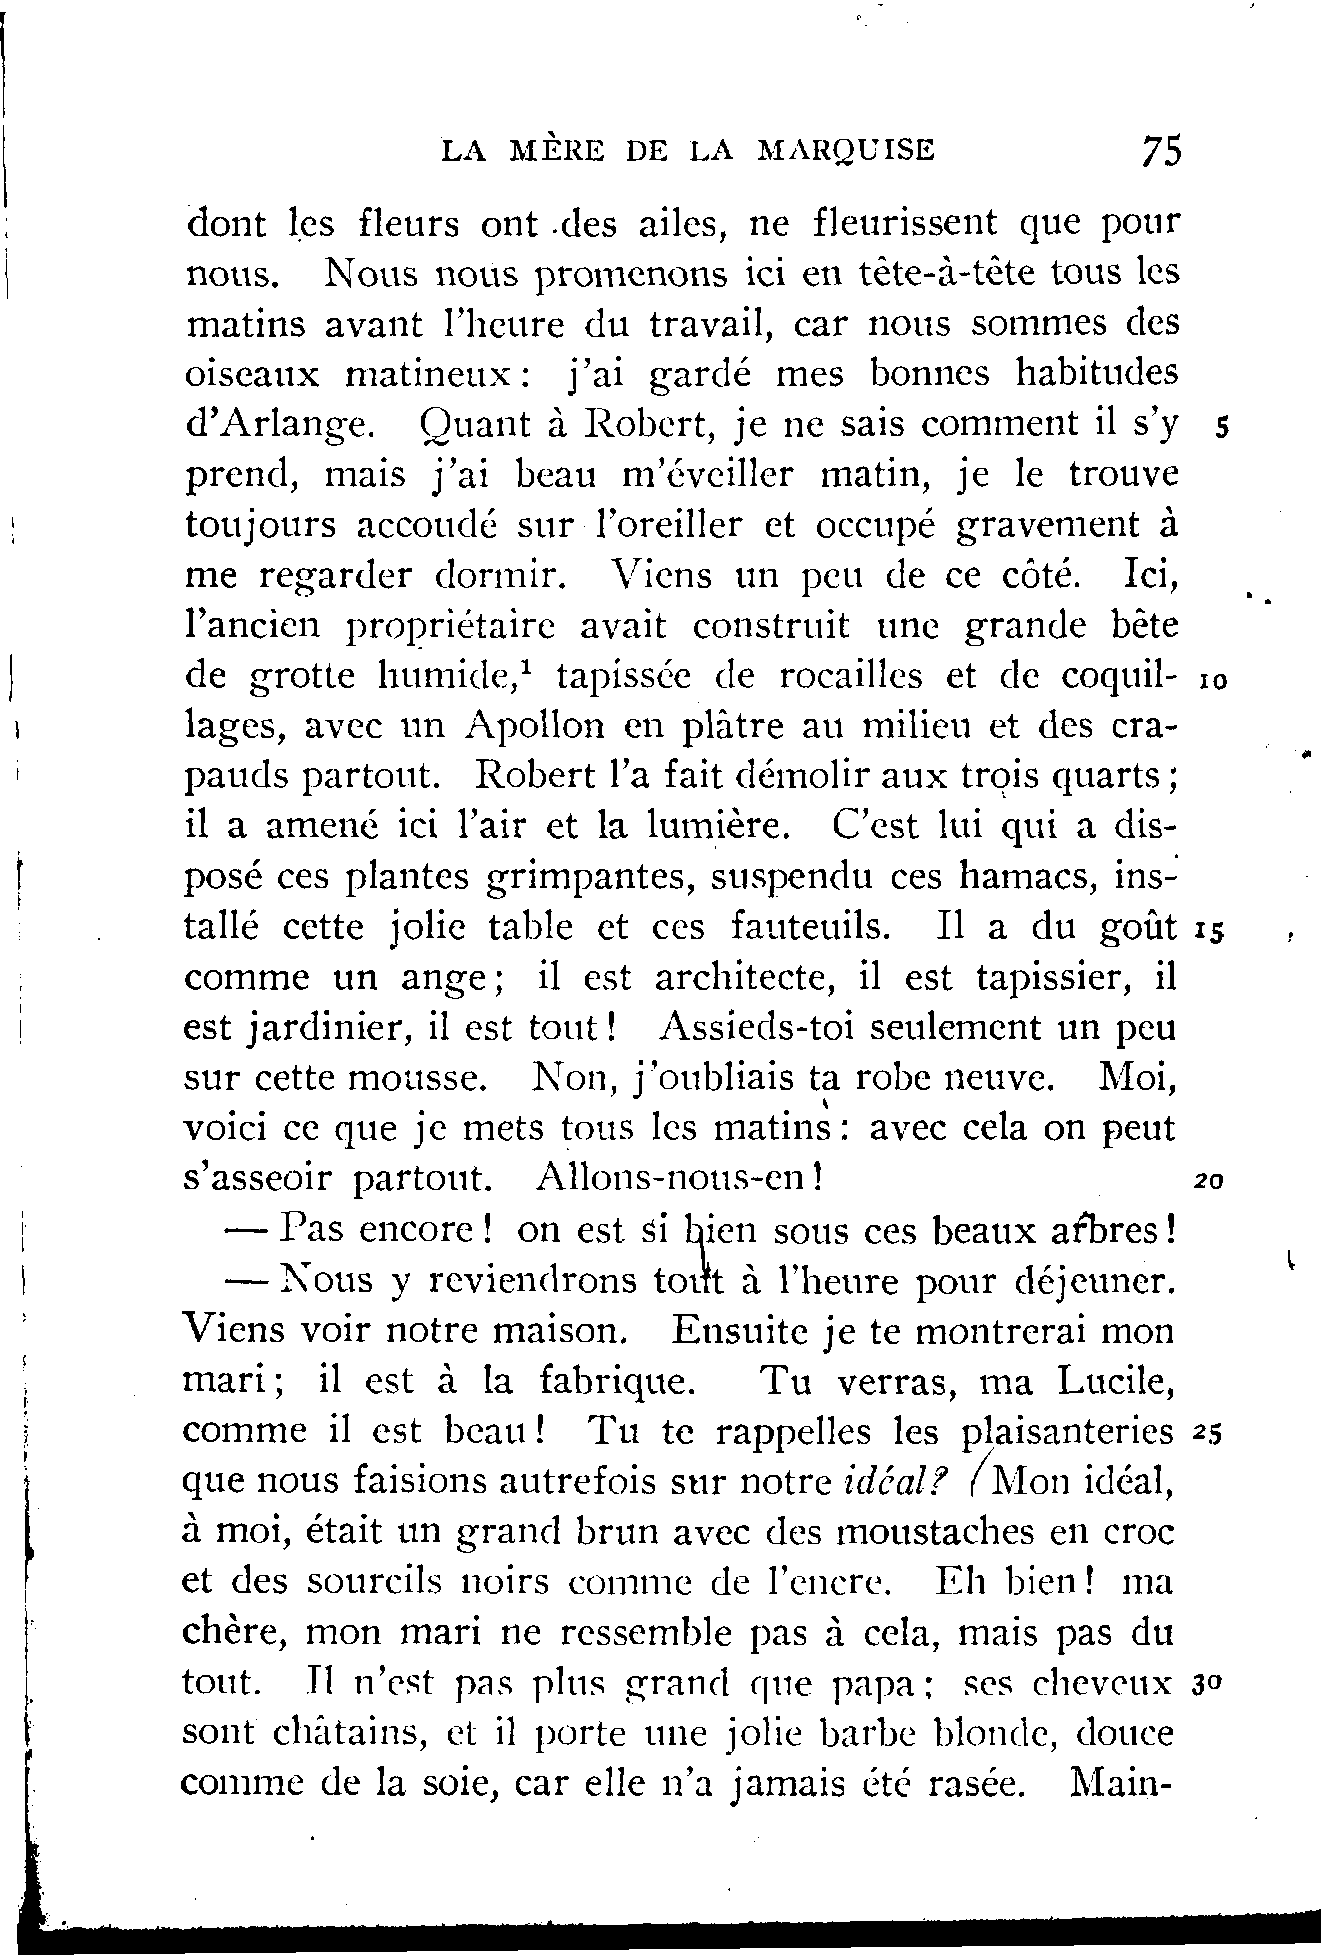 LA MÈRE DE LA MARQUISE 75
dont les fleurs ont des ailes, ne fleurissent que pour
nous. Nous nous promenons ici en tête-à-tête tous les
matins avant l'heure du travail, car nous sommes des
oiseaux matineux : j'ai gardé mes bonnes habitudes
d'Arlange. Quant à Robert, je ne sais comment il s'y 5
prend, mais j'ai beau m'éveiller matin, je le trouve
toujours accoudé sur l'oreiller et occupé gravement à
me regarder dormir. Viens un peu de ce côté. Ici,
l'ancien propriétaire avait construit une grande bête
de grotte humide,¹ tapissée de rocailles et de coquil- 10
lages, avec un Apollon en plâtre au milieu et des cra-
pauds partout. Robert l'a fait démolir aux trois quarts ;
il a amené ici l'air et la lumière. C'est lui qui a dis-
posé ces plantes grimpantes, suspendu ces hamacs, ins-
tallé cette jolie table et ces fauteuils. Il a du goût 15
comme un ange ; il est architecte, il est tapissier, il
est jardinier, il est tout ! Assieds-toi seulement un peu
sur cette mousse. Non, j'oubliais ta robe neuve. Moi,
voici ce que je mets tous les matins : avec cela on peut
s'asseoir partout. Allons-nous-en ! 20
— Pas encore ! on est si bien sous ces beaux arbres !
— Nous y reviendrons tout à l'heure pour déjeuner.
Viens voir notre maison. Ensuite je te montrerai mon
mari ; il est à la fabrique. Tu verras, ma Lucile,
comme il est beau ! Tu te rappelles les plaisanteries 25
que nous faisions autrefois sur notre idéal? Mon idéal,
à moi, était un grand brun avec des moustaches en croc
et des sourcils noirs comme de l'encre. Eh bien ! ma
chère, mon mari ne ressemble pas à cela, mais pas du
tout. Il n'est pas plus grand que papa ; ses cheveux 30
sont châtains, et il porte une jolie barbe blonde, douce
comme de la soie, car elle n'a jamais été rasée. Main-